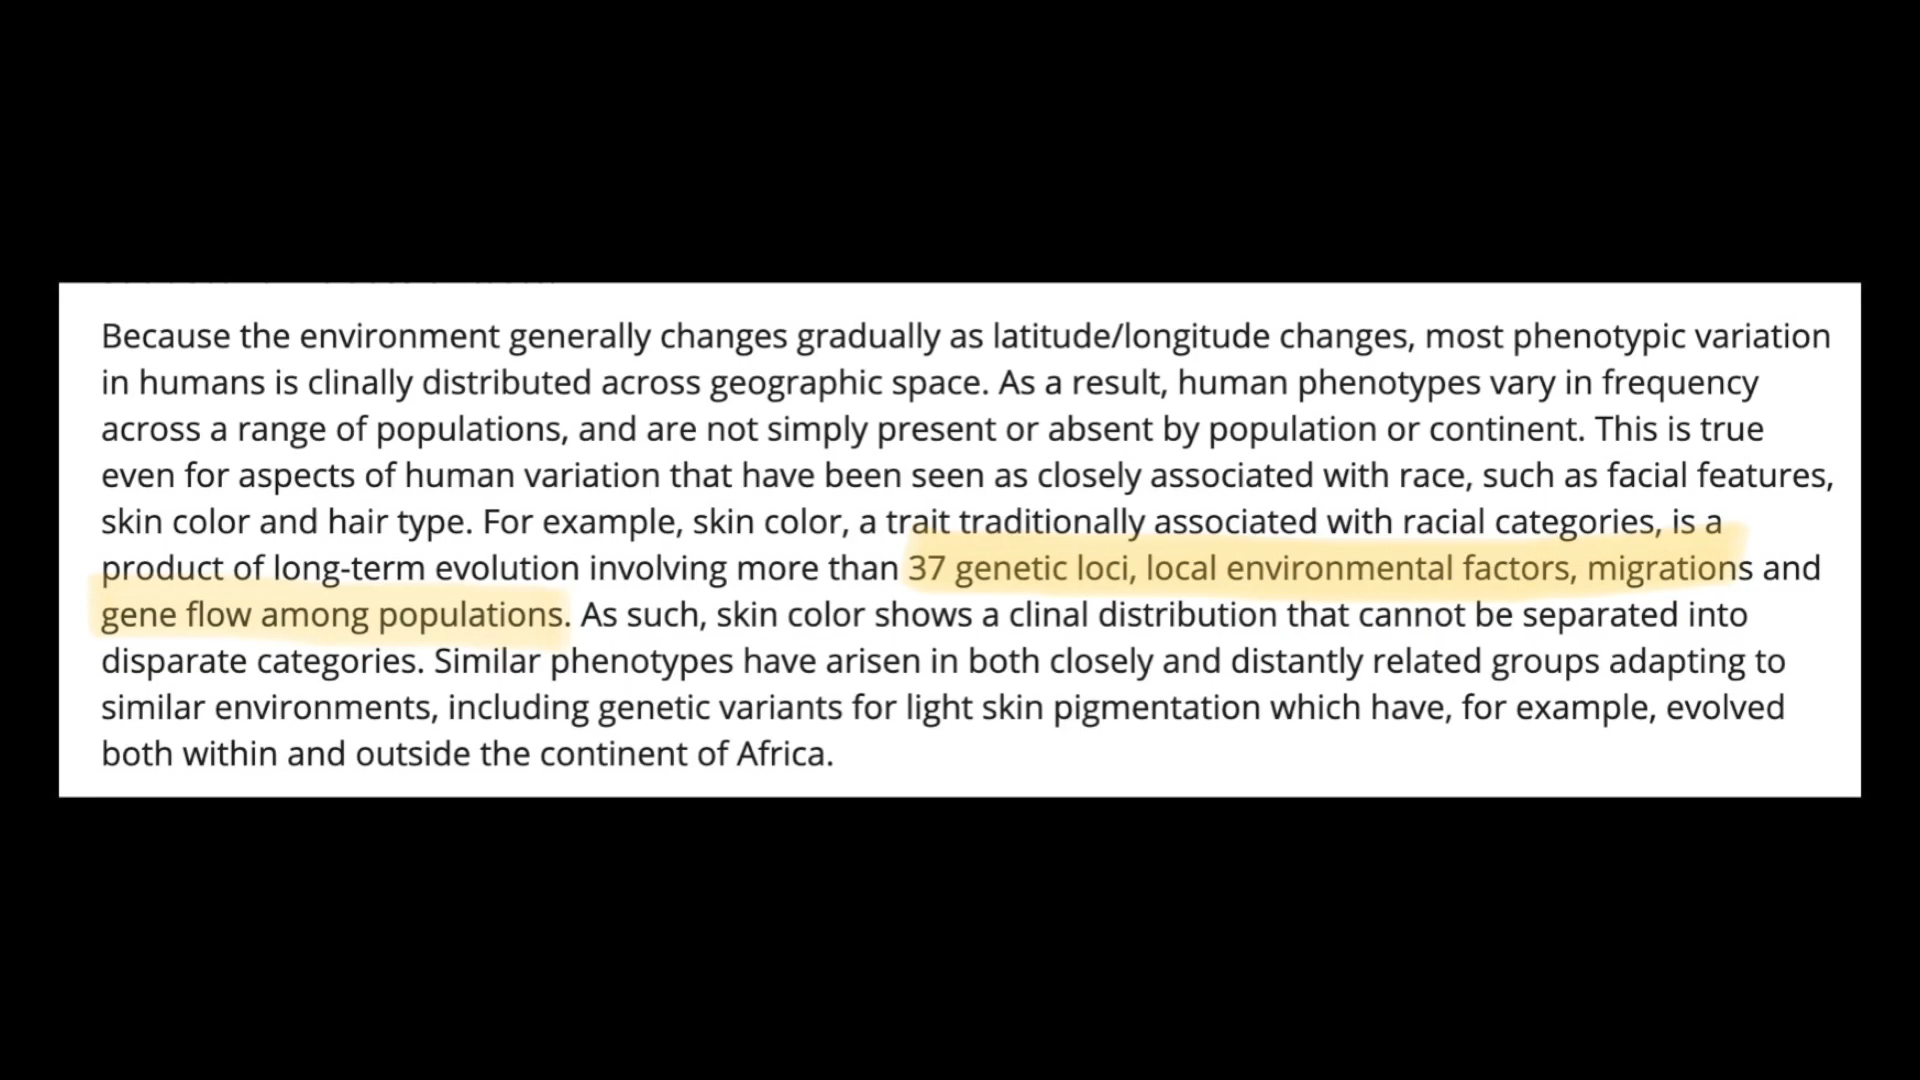 Because the environment generally changes gradually as latitude/longitude changes, most phenotypic variation
in humans is clinally distributed across geographic space. As a result, human phenotypes vary in frequency
across a range of populations, and are not simply present or absent by population or continent. This is true
even for aspects of human variation that have been seen as closely associated with race, such as facial features,
skin color and hair type. For example, skin color, a trait traditionally associated with racial categories, is a
product of long-term evolution involving more than 37 genetic loci, local environmental factors, migrations and
gene flow among populations. As such, skin color shows a clinal distribution that cannot be separated into
disparate categories. Similar phenotypes have arisen in both closely and distantly related groups adapting to
similar environments, including genetic variants for light skin pigmentation which have, for example, evolved
both within and outside the continent of Africa.